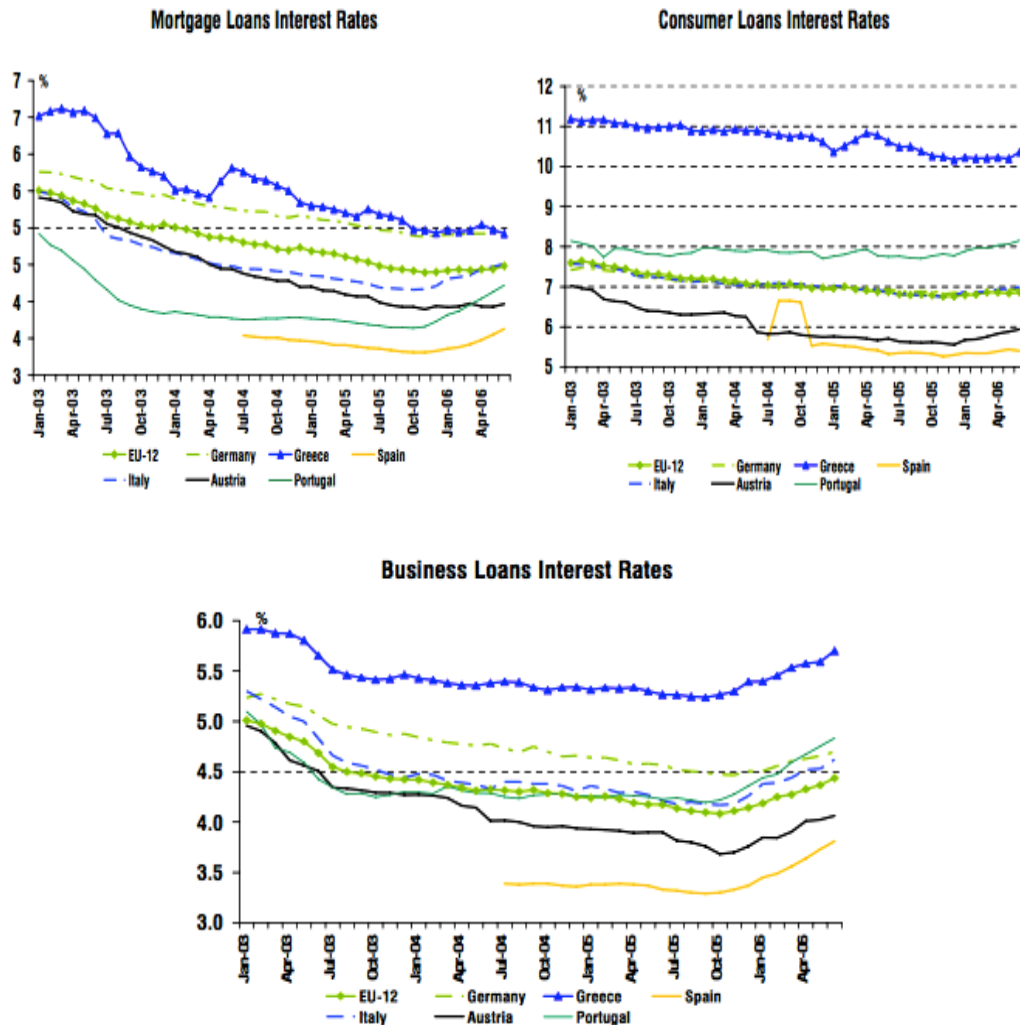 Mortgage Loans Interest Rates
%
7
7
6
6
5
5
4
4
3
Jan-03
Apr-03
Jul-03
Oct-03
Jan-04
Apr-04
Jul-04
Oct-04
Jan-05
Apr-05
Jul-05
Oct-05
Jan-06
Apr-06
EU-12 Germany Greece Spain
Italy Austria Portugal
Consumer Loans Interest Rates
%
12
11
10
9
8
7
6
5
Jan-03
Apr-03
Jul-03
Oct-03
Jan-04
Apr-04
Jul-04
Oct-04
Jan-05
Apr-05
Jul-05
Oct-05
Jan-06
Apr-06
EU-12 Germany Greece Spain
Italy Austria Portugal
Business Loans Interest Rates
%
6.0
5.5
5.0
4.5
4.0
3.5
3.0
Jan-03
Apr-03
Jul-03
Oct-03
Jan-04
Apr-04
Jul-04
Oct-04
Jan-05
Apr-05
Jul-05
Oct-05
Jan-06
Apr-06
EU-12 Germany Greece Spain
Italy Austria Portugal